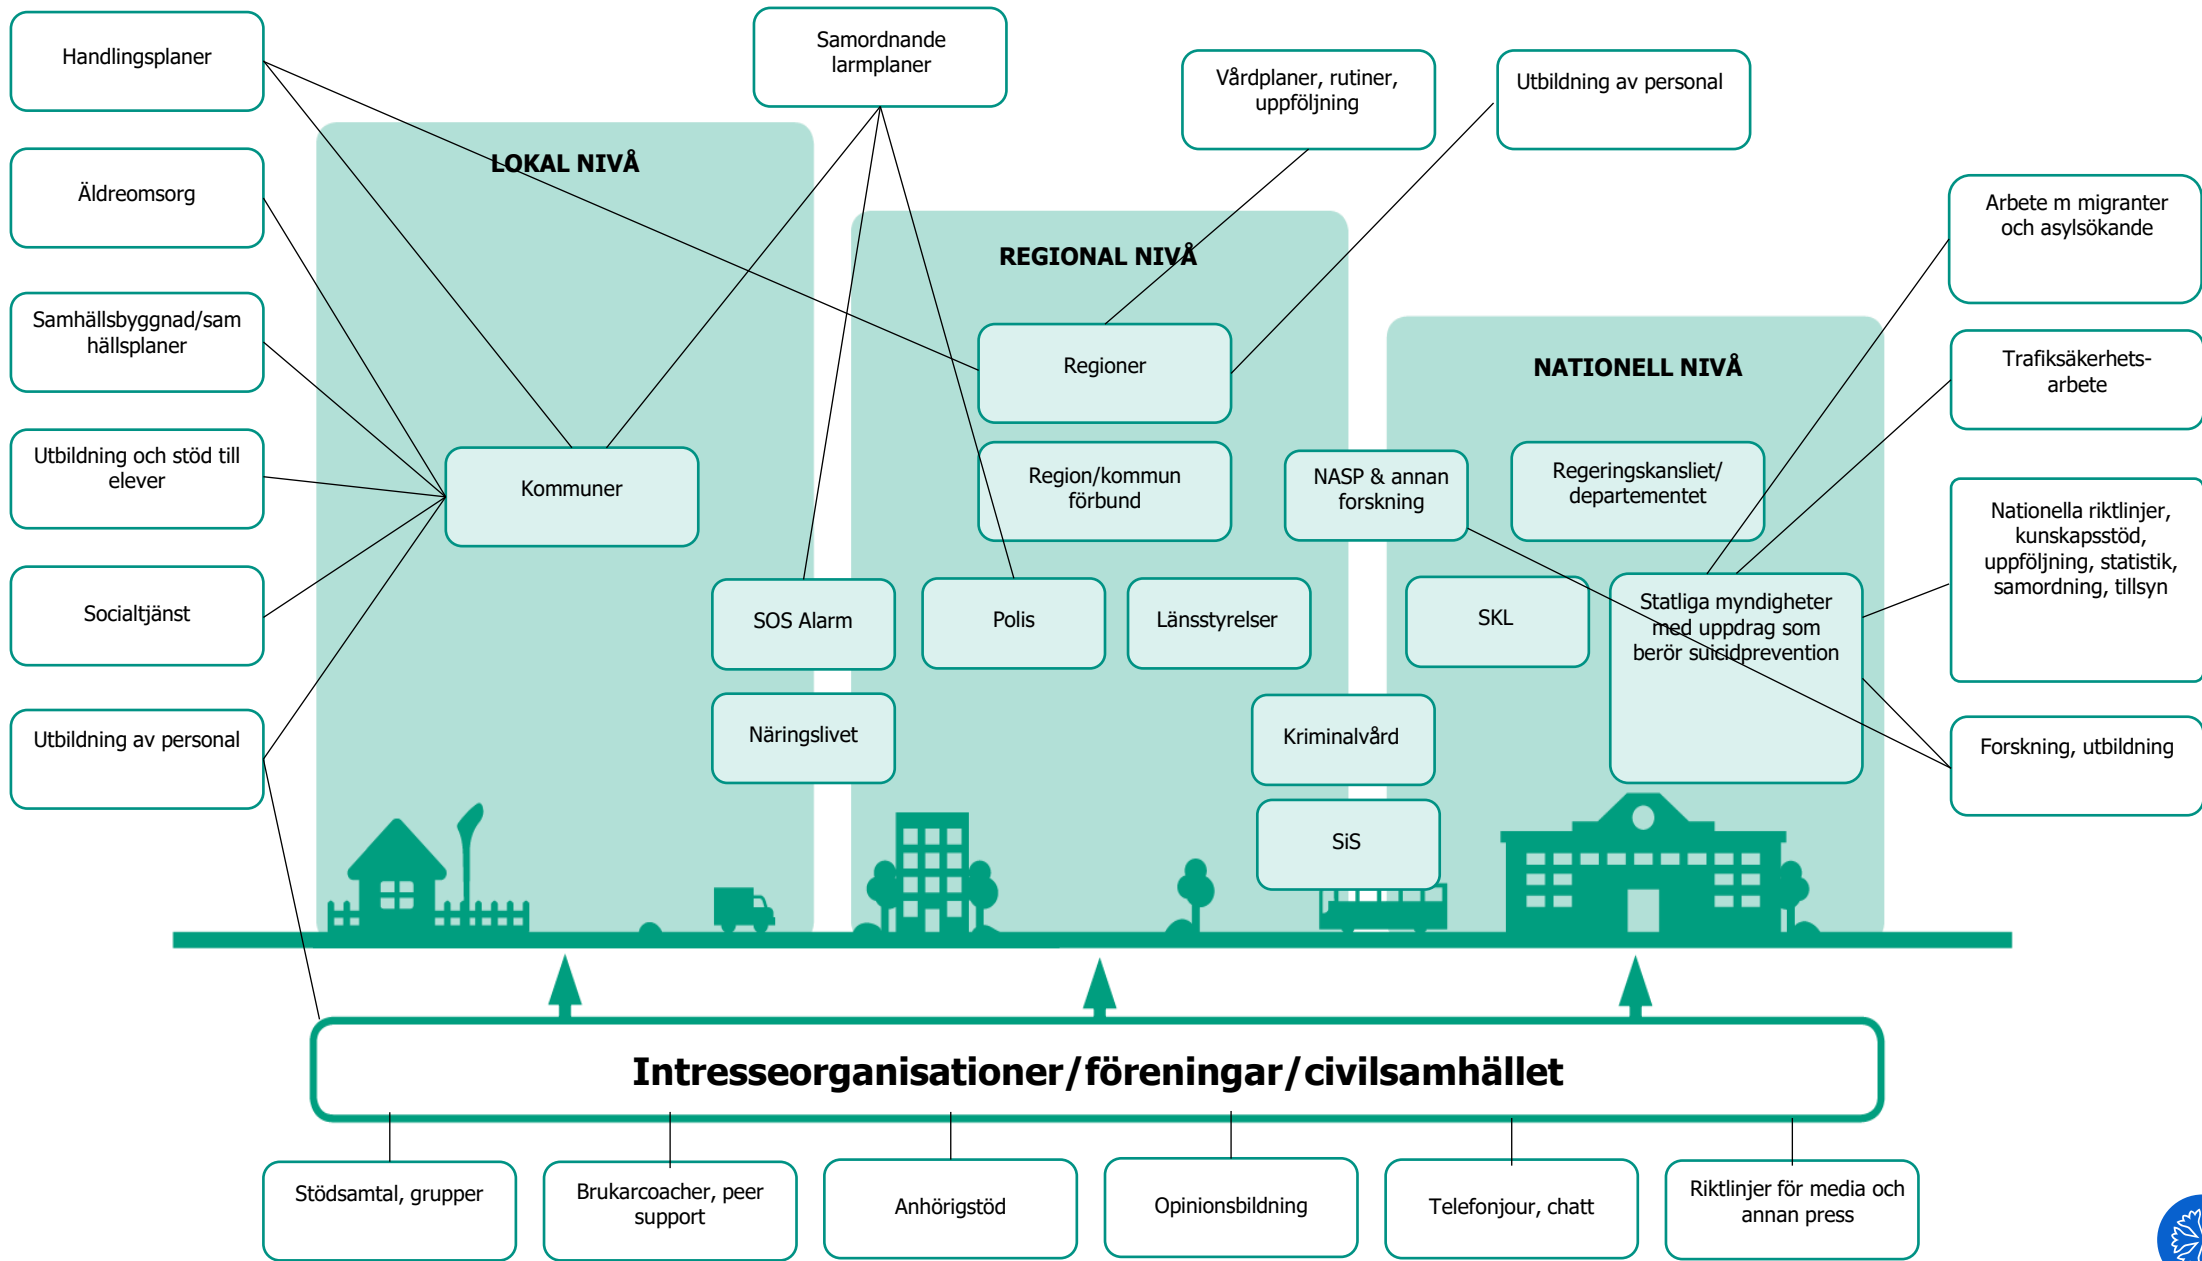 Handlingsplaner
Samordnande
larmplaner
Vårdplaner, rutiner,
uppföljning
Utbildning av personal
LOKAL NIVÅ
Äldreomsorg
Arbete m migranter
och asylsökande
REGIONAL NIVÅ
Samhällsbyggnad/sam
hällsplaner
Regioner
NATIONELL NIVÅ
Trafiksäkerhets-
arbete
Utbildning och stöd till
elever
Kommuner
Region/kommun
förbund
NASP & annan
forskning
Regeringskansliet/
departementet
Nationella riktlinjer,
kunskapsstöd,
uppföljning, statistik,
samordning, tillsyn
Socialtjänst
SOS Alarm
Polis
Länsstyrelser
SKL
Statliga myndigheter
med uppdrag som
berör suicidprevention
Utbildning av personal
Näringslivet
Kriminalvård
Forskning, utbildning
SiS
Intresseorganisationer/föreningar/civilsamhället
Stödsamtal, grupper
Brukarcoacher, peer
support
Anhörigstöd
Opinionsbildning
Telefonjour, chatt
Riktlinjer för media och
annan press